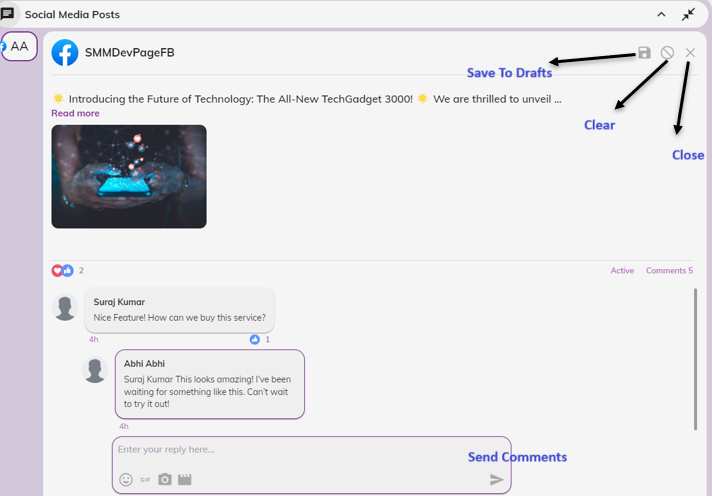 Social Media Posts
AA
SMMDevPageFB
Save To Drafts
Clear
Close
🌟 Introducing the Future of Technology: The All-New TechGadget 3000! 🌟 We are thrilled to unveil ...
Read more
2
Active Comments 5
Suraj Kumar
Nice Feature! How can we buy this service?
4h 1
Abhi Abhi
Suraj Kumar This looks amazing! I've been
waiting for something like this. Can't wait
to try it out!
4h
Enter your reply here...
Send Comments
GIF